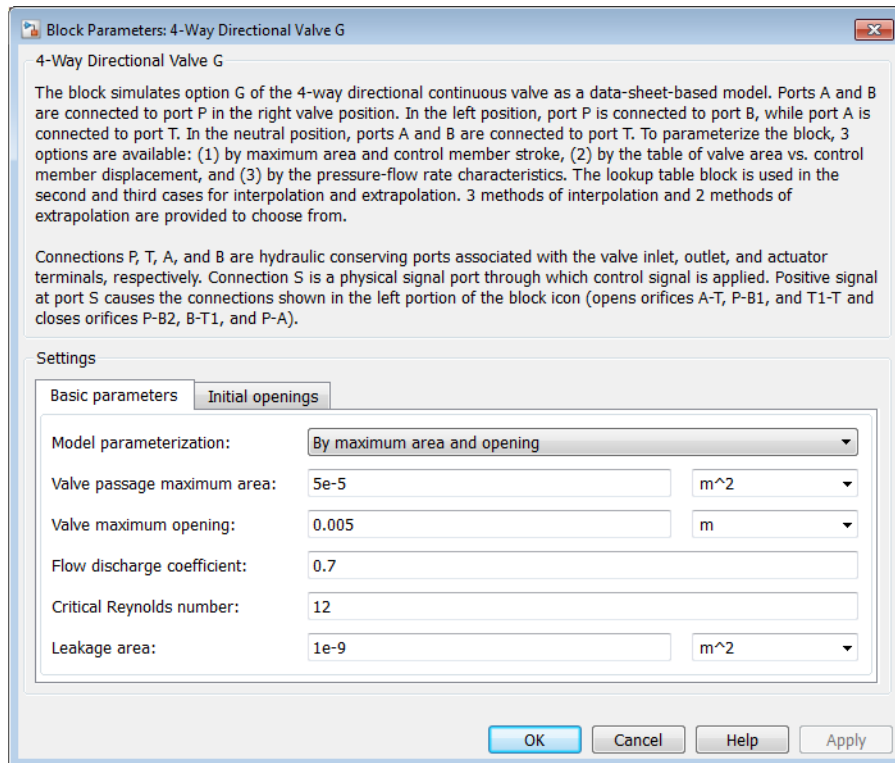 Block Parameters: 4-Way Directional Valve G
4-Way Directional Valve G
The block simulates option G of the 4-way directional continuous valve as a data-sheet-based model. Ports A and B
are connected to port P in the right valve position. In the left position, port P is connected to port B, while port A is
connected to port T. In the neutral position, ports A and B are connected to port T. To parameterize the block, 3
options are available: (1) by maximum area and control member stroke, (2) by the table of valve area vs. control
member displacement, and (3) by the pressure-flow rate characteristics. The lookup table block is used in the
second and third cases for interpolation and extrapolation. 3 methods of interpolation and 2 methods of
extrapolation are provided to choose from.
Connections P, T, A, and B are hydraulic conserving ports associated with the valve inlet, outlet, and actuator
terminals, respectively. Connection S is a physical signal port through which control signal is applied. Positive signal
at port S causes the connections shown in the left portion of the block icon (opens orifices A-T, P-B1, and T1-T and
closes orifices P-B2, B-T1, and P-A).
Settings
Basic parameters Initial openings
Model parameterization: By maximum area and opening
Valve passage maximum area: 5e-5 m^2
Valve maximum opening: 0.005 m
Flow discharge coefficient: 0.7
Critical Reynolds number: 12
Leakage area: 1e-9 m^2
OK Cancel Help Apply